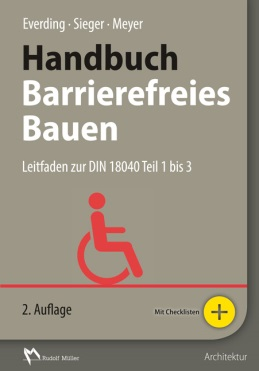 Everding · Sieger · Meyer
Handbuch
Barrierefreies
Bauen
Leitfaden zur DIN 18040 Teil 1 bis 3
2. Auflage
Mit Checklisten +
Rudolf Müller
Architektur